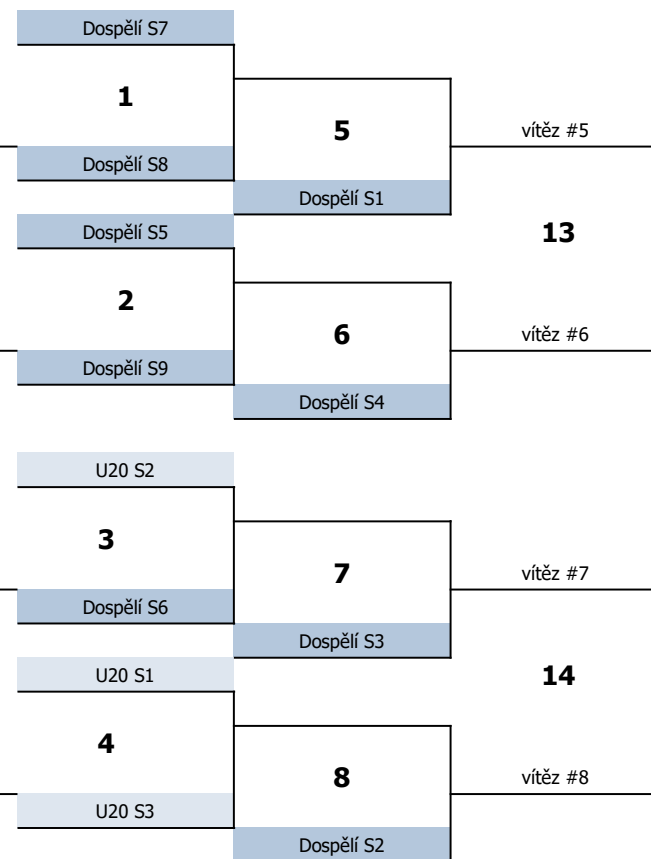 Dospělí S7
1
5
vítěz #5
Dospělí S8
Dospělí S1
Dospělí S5
13
2
6
vítěz #6
Dospělí S9
Dospělí S4
U20 S2
3
7
vítěz #7
Dospělí S6
Dospělí S3
U20 S1
14
4
8
vítěz #8
U20 S3
Dospělí S2